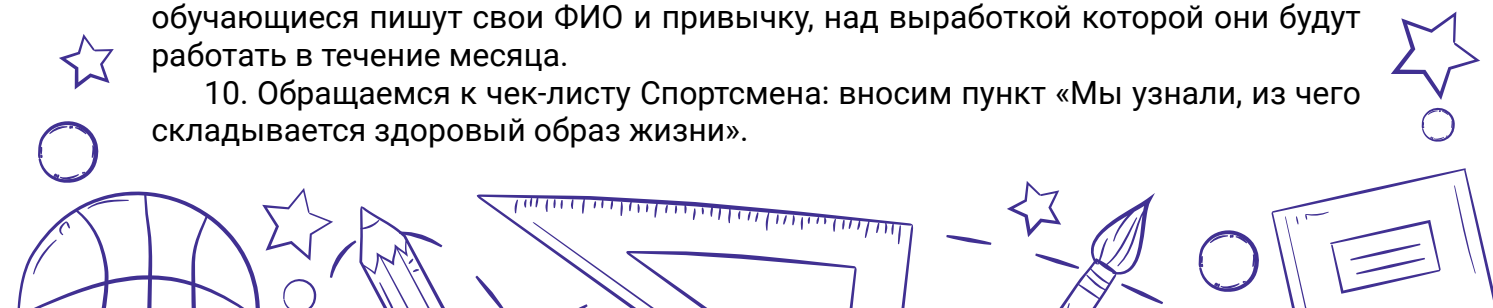 обучающиеся пишут свои ФИО и привычку, над выработкой которой они будут
работать в течение месяца.
10. Обращаемся к чек-листу Спортсмена: вносим пункт «Мы узнали, из чего
складывается здоровый образ жизни».